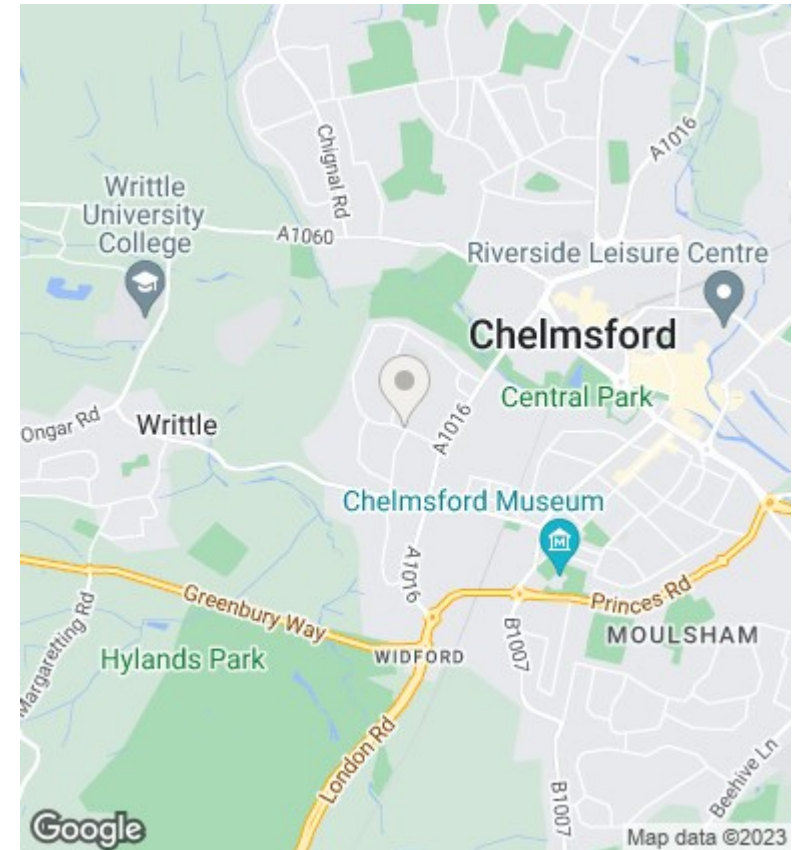 A1016
Chignal Rd
Writtle
University
College
A1060
Riverside Leisure Centre
Chelmsford
Central Park
Ongar Rd
Writtle
A1016
Chelmsford Museum
M
A1016
Greenbury Way
Princes Rd
Margaretting Rd
Hylands Park
WIDFORD
B1007
MOULSHAM
London Rd
Beehive Ln
B1007
Google
Map data ©2023